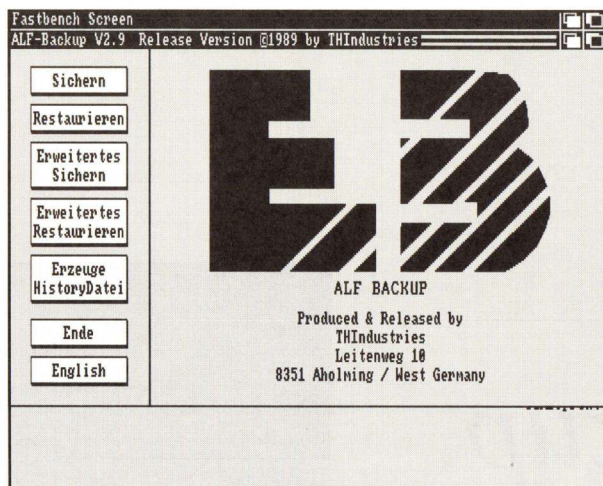 Fastbench Screen
ALF-Backup V2.9 Release Version ©1989 by THIndustries
Sichern
Restaurieren
Erweitertes
Sichern
Erweitertes
Restaurieren
Erzeuge
HistoryDatei
Ende
English
EB
ALF BACKUP
Produced & Released by
THIndustries
Leitenweg 10
8351 Aholming / West Germany